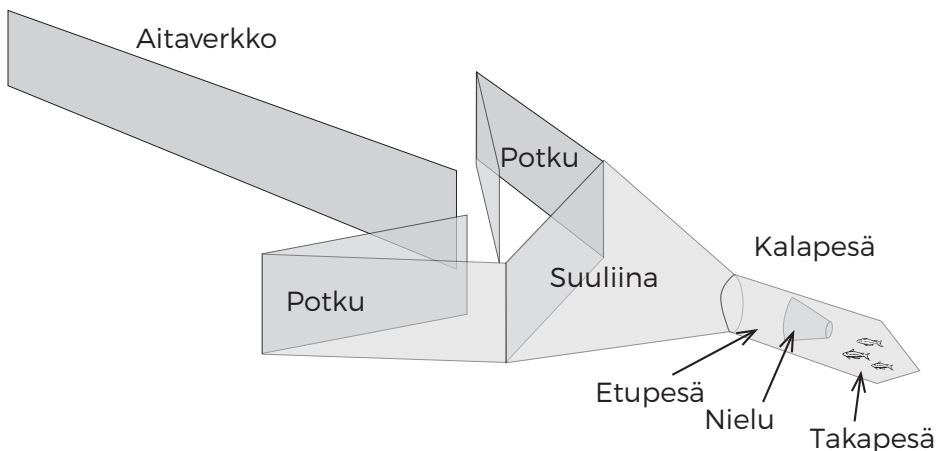 Aitaverkko
Potku
Kalapesä
Suuliina
Potku
Etupesä
Nielu
Takapesä